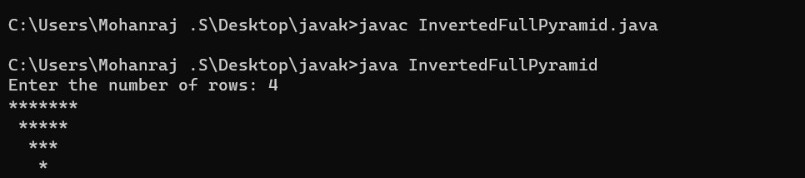 C:\Users\Mohanraj .S\Desktop\javak>javac InvertedFullPyramid.java
C:\Users\Mohanraj .S\Desktop\javak>java InvertedFullPyramid
Enter the number of rows: 4
*******
 *****
  ***
   *